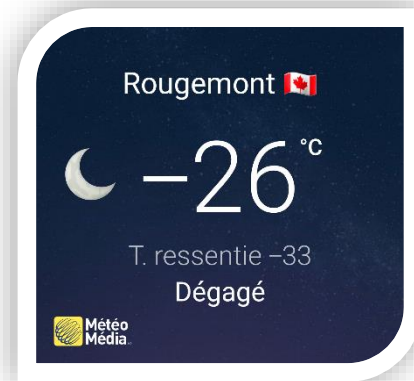 Rougemont 🇨🇦
−26 °C
T. ressentie −33
Dégagé
Météo
Média